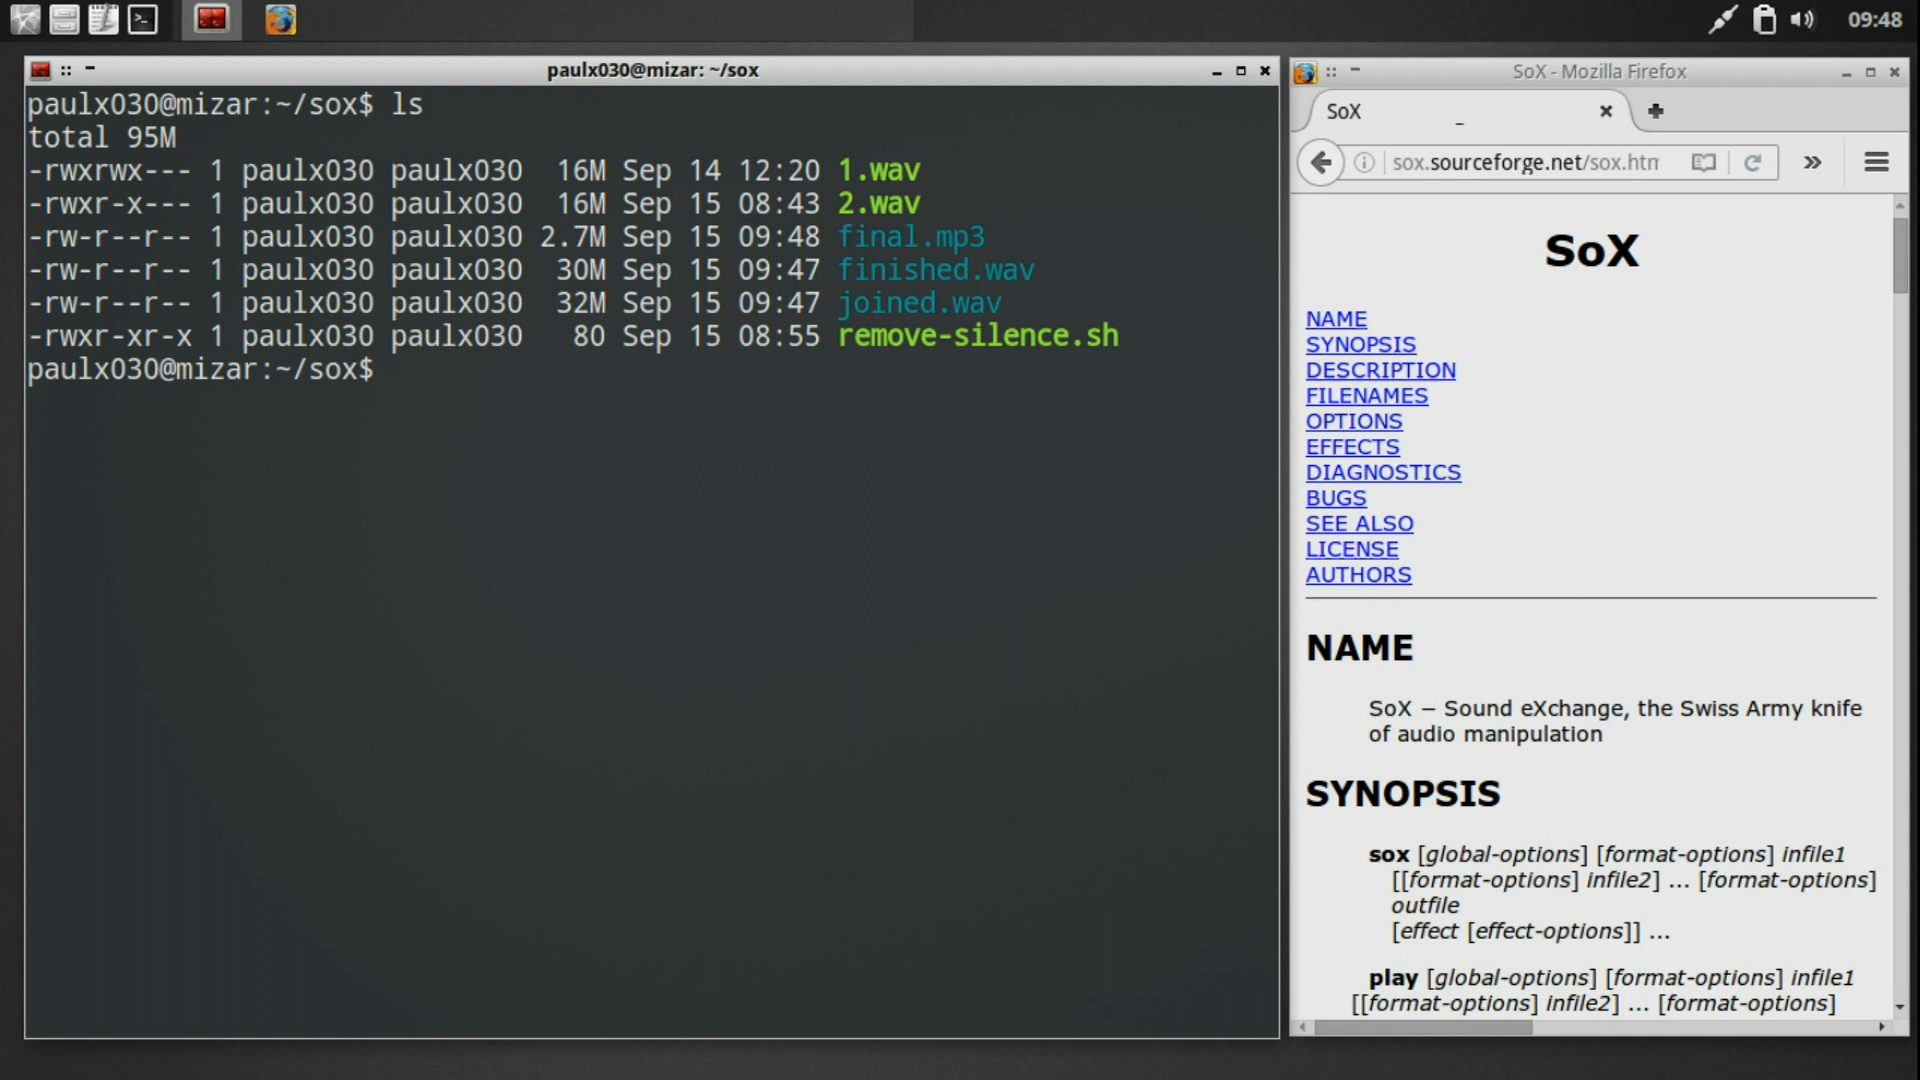 09:48
paulx030@mizar: ~/sox
paulx030@mizar:~/sox$ ls
total 95M
-rwxrwx--- 1 paulx030 paulx030  16M Sep 14 12:20 1.wav
-rwxr-x--- 1 paulx030 paulx030  16M Sep 15 08:43 2.wav
-rw-r--r-- 1 paulx030 paulx030 2.7M Sep 15 09:48 final.mp3
-rw-r--r-- 1 paulx030 paulx030  30M Sep 15 09:47 finished.wav
-rw-r--r-- 1 paulx030 paulx030  32M Sep 15 09:47 joined.wav
-rwxr-xr-x 1 paulx030 paulx030   80 Sep 15 08:55 remove-silence.sh
paulx030@mizar:~/sox$
SoX - Mozilla Firefox
SoX
sox.sourceforge.net/sox.htm
SoX
NAME
SYNOPSIS
DESCRIPTION
FILENAMES
OPTIONS
EFFECTS
DIAGNOSTICS
BUGS
SEE ALSO
LICENSE
AUTHORS
NAME
SoX − Sound eXchange, the Swiss Army knife
of audio manipulation
SYNOPSIS
sox [global-options] [format-options] infile1
[[format-options] infile2] ... [format-options]
outfile
[effect [effect-options]] ...
play [global-options] [format-options] infile1
[[format-options] infile2] ... [format-options]